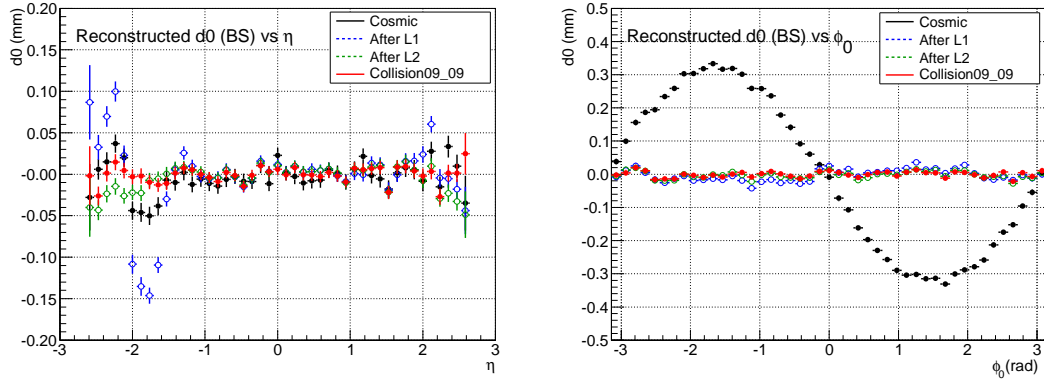 d0 (mm)
0.20
0.15
0.10
0.05
0.00
-0.05
-0.10
-0.15
-0.20
Reconstructed d0 (BS) vs η
Cosmic
After L1
After L2
Collision09_09
-3
-2
-1
0
1
2
3
η
d0 (mm)
0.5
0.4
0.3
0.2
0.1
0.0
-0.1
-0.2
-0.3
-0.4
-0.5
Reconstructed d0 (BS) vs ϕ0
Cosmic
After L1
After L2
Collision09_09
-3
-2
-1
0
1
2
3
ϕ0(rad)